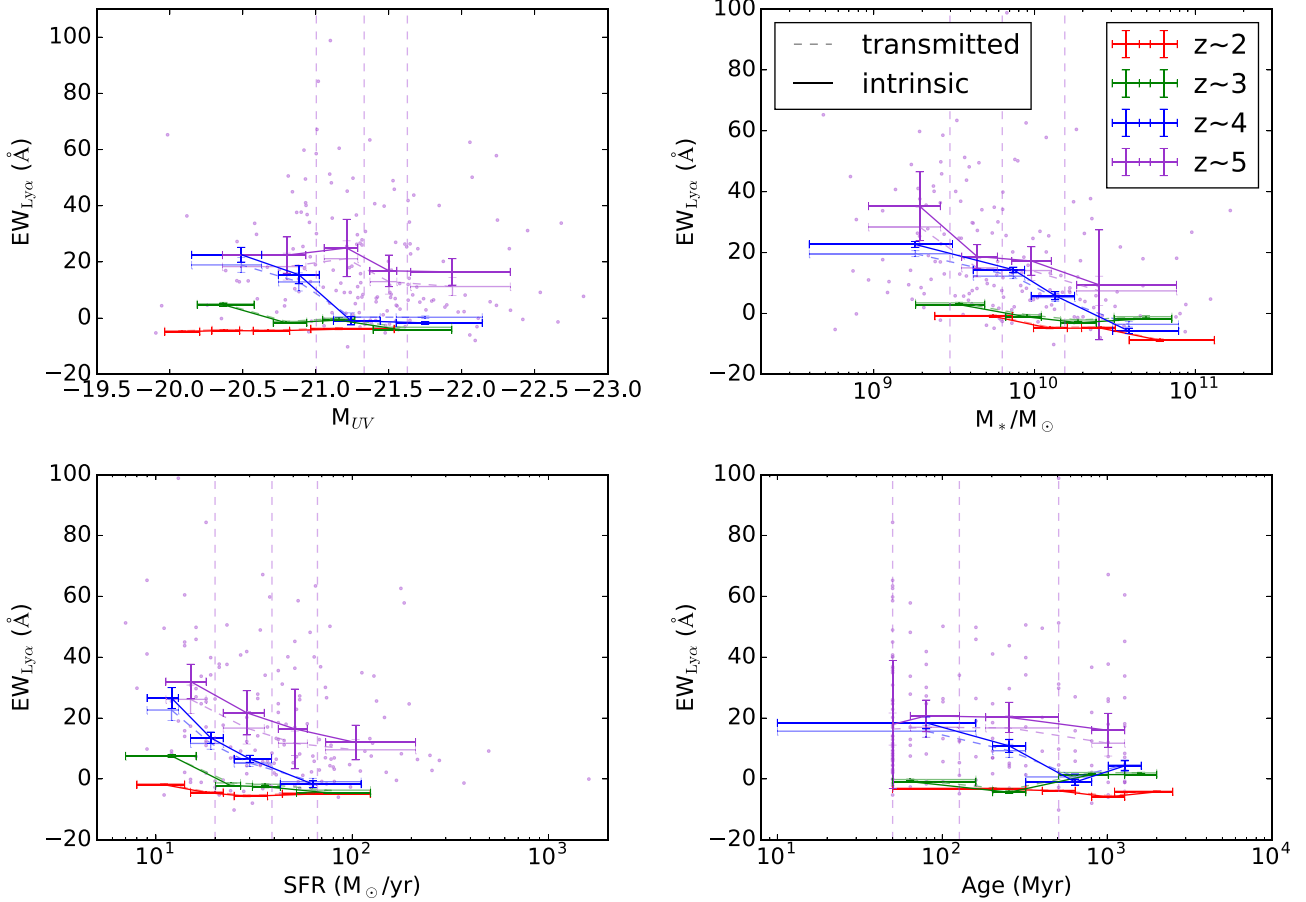 100
80
60
40
20
0
−20
EW_Lyα (Å)
−19.5 −20.0 −20.5 −21.0 −21.5 −22.0 −22.5 −23.0
M_UV
100
80
60
40
20
0
−20
EW_Lyα (Å)
transmitted
intrinsic
z~2
z~3
z~4
z~5
10^9 10^10 10^11
M_*/M_⊙
100
80
60
40
20
0
−20
EW_Lyα (Å)
10^1 10^2 10^3
SFR (M_⊙/yr)
100
80
60
40
20
0
−20
EW_Lyα (Å)
10^1 10^2 10^3 10^4
Age (Myr)